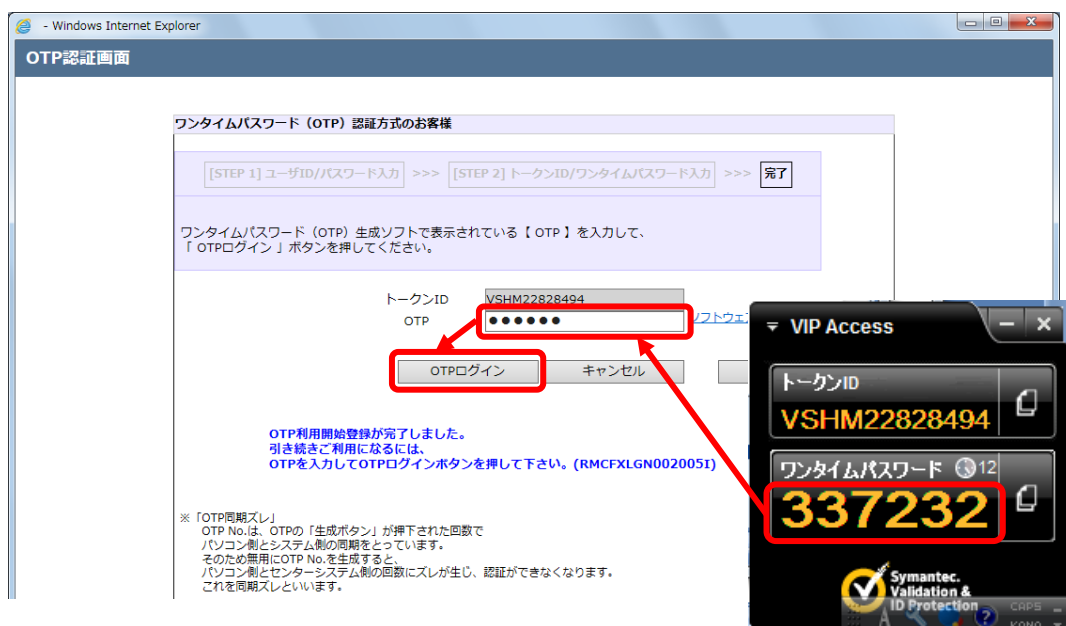 - Windows Internet Explorer
OTP認証画面
ワンタイムパスワード（OTP）認証方式のお客様
[STEP 1] ユーザID/パスワード入力 >>> [STEP 2] トークンID/ワンタイムパスワード入力 >>> 完了
ワンタイムパスワード（OTP）生成ソフトで表示されている【 OTP 】を入力して、
「 OTPログイン 」ボタンを押してください。
トークンID VSHM22828494
OTP ●●●●●● ソフトウェア
OTPログイン キャンセル
OTP利用開始登録が完了しました。
引き続きご利用になるには、
OTPを入力してOTPログインボタンを押して下さい。(RMCFXLGN002005I)
※「OTP同期ズレ」
OTP No.は、OTPの「生成ボタン」が押下された回数で
パソコン側とシステム側の同期をとっています。
そのため無用にOTP No.を生成すると、
パソコン側とセンターシステム側の回数にズレが生じ、認証ができなくなります。
これを同期ズレといいます。
VIP Access
トークンID
VSHM22828494
ワンタイムパスワード 12
337232
Symantec.
Validation &
ID Protection
CAPS
KANA